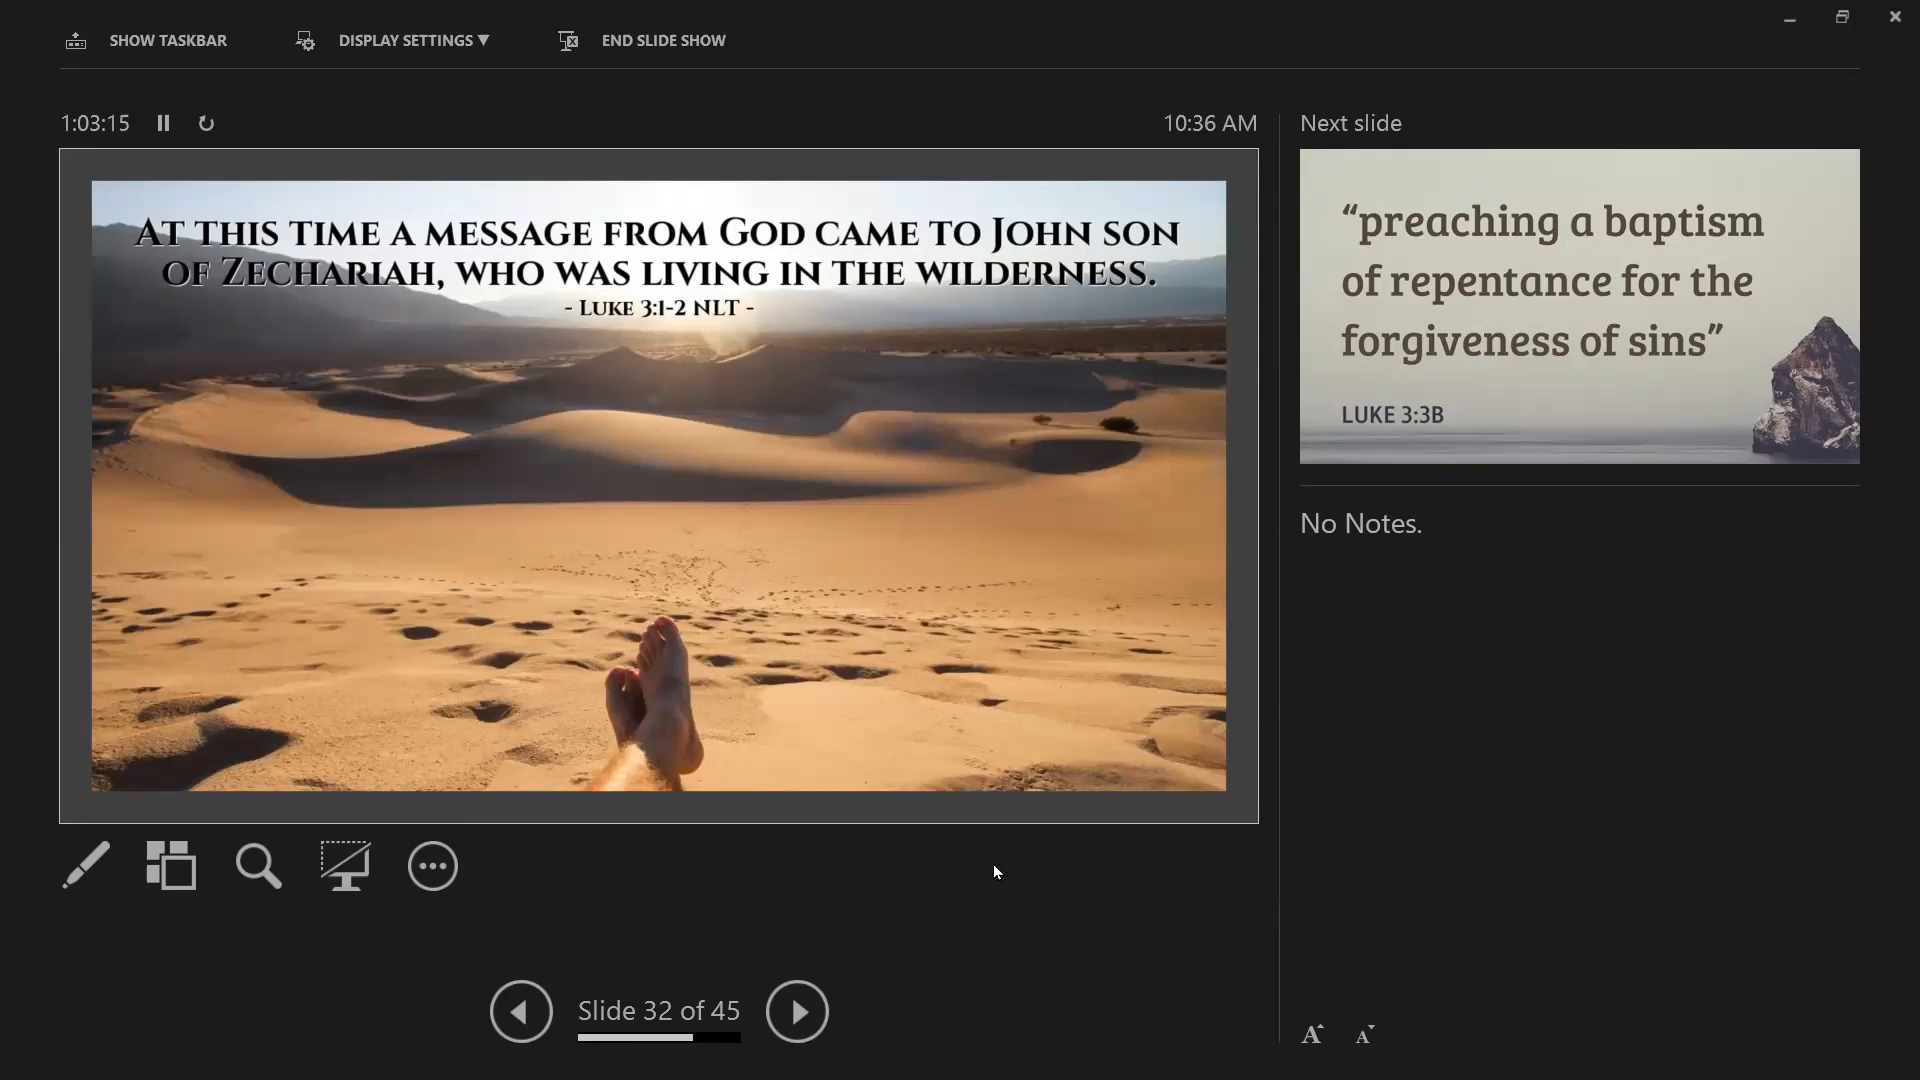 SHOW TASKBAR
DISPLAY SETTINGS ▼
END SLIDE SHOW
1:03:15
10:36 AM
Next slide
AT THIS TIME A MESSAGE FROM GOD CAME TO JOHN SON
OF ZECHARIAH, WHO WAS LIVING IN THE WILDERNESS.
- LUKE 3:1-2 NLT -
“preaching a baptism
of repentance for the
forgiveness of sins”
LUKE 3:3B
No Notes.
Slide 32 of 45
A A